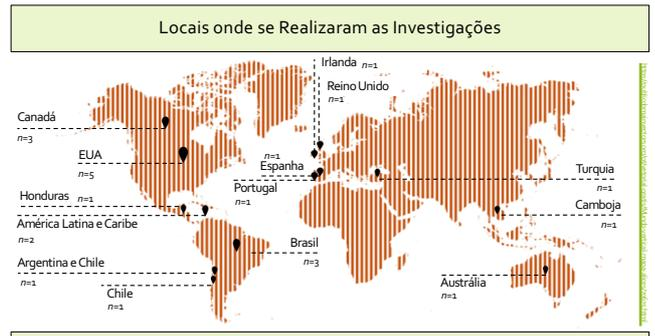 Locais onde se Realizaram as Investigações
Irlanda n=1
Reino Unido
n=1
Canadá
n=3
EUA
n=5
n=1
Espanha
Portugal
n=1
Turquia
n=1
Honduras n=1
Camboja
n=1
América Latina e Caribe
n=2
Brasil
n=3
Argentina e Chile
n=1
Chile
n=1
Austrália
n=1